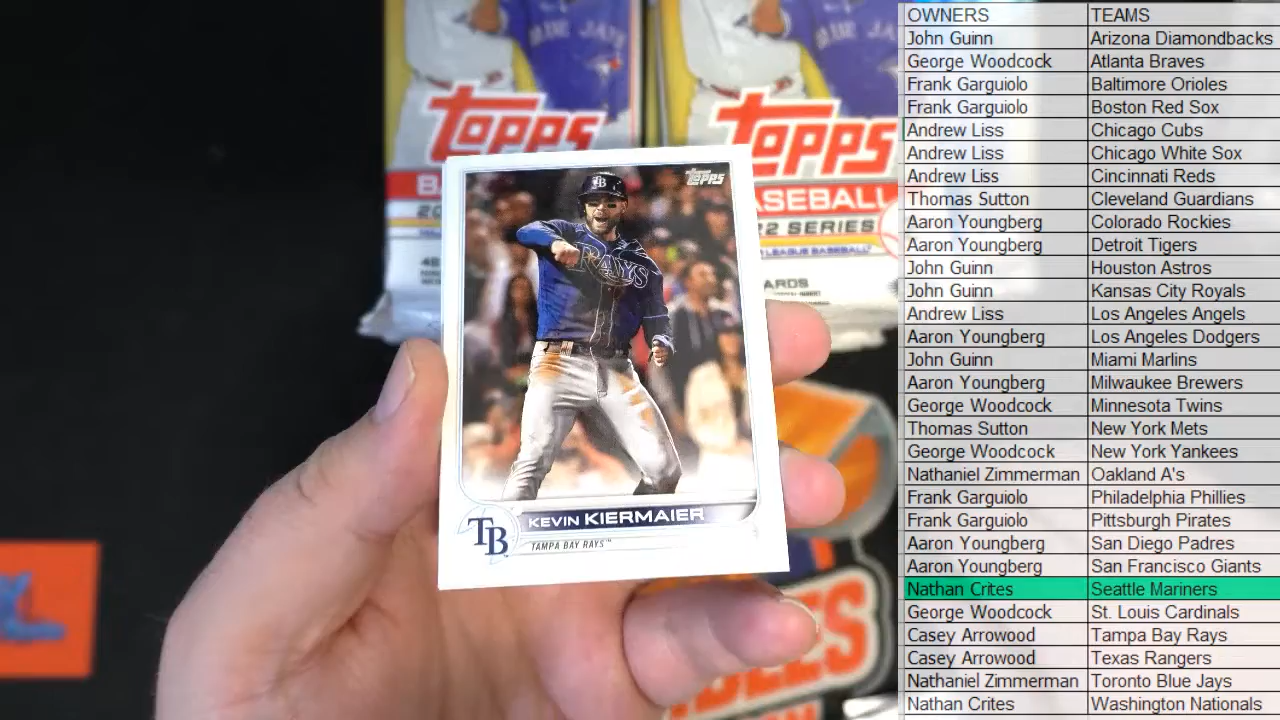 OWNERS TEAMS
John Guinn Arizona Diamondbacks
George Woodcock Atlanta Braves
Frank Garguiolo Baltimore Orioles
Frank Garguiolo Boston Red Sox
Andrew Liss Chicago Cubs
Andrew Liss Chicago White Sox
Andrew Liss Cincinnati Reds
Thomas Sutton Cleveland Guardians
Aaron Youngberg Colorado Rockies
Aaron Youngberg Detroit Tigers
John Guinn Houston Astros
John Guinn Kansas City Royals
Andrew Liss Los Angeles Angels
Aaron Youngberg Los Angeles Dodgers
John Guinn Miami Marlins
Aaron Youngberg Milwaukee Brewers
George Woodcock Minnesota Twins
Thomas Sutton New York Mets
George Woodcock New York Yankees
Nathaniel Zimmerman Oakland A's
Frank Garguiolo Philadelphia Phillies
Frank Garguiolo Pittsburgh Pirates
Aaron Youngberg San Diego Padres
Aaron Youngberg San Francisco Giants
Nathan Crites Seattle Mariners
George Woodcock St. Louis Cardinals
Casey Arrowood Tampa Bay Rays
Casey Arrowood Texas Rangers
Nathaniel Zimmerman Toronto Blue Jays
Nathan Crites Washington Nationals
BLUE JAYS
Topps
Topps
ASEBALL
22 SERIES
LEAGUE BASEBALL
Topps
RAYS
TB
KEVIN KIERMAIER
TAMPA BAY RAYS™